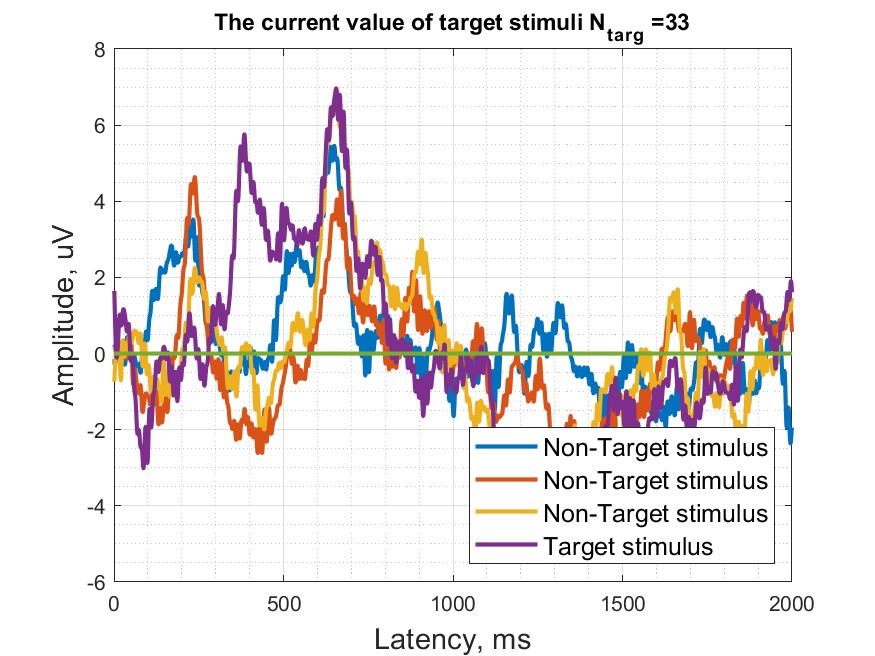 The current value of target stimuli N_targ =33
8
6
4
2
0
-2
-4
-6
Amplitude, uV
0 500 1000 1500 2000
Latency, ms
Non-Target stimulus
Non-Target stimulus
Non-Target stimulus
Target stimulus